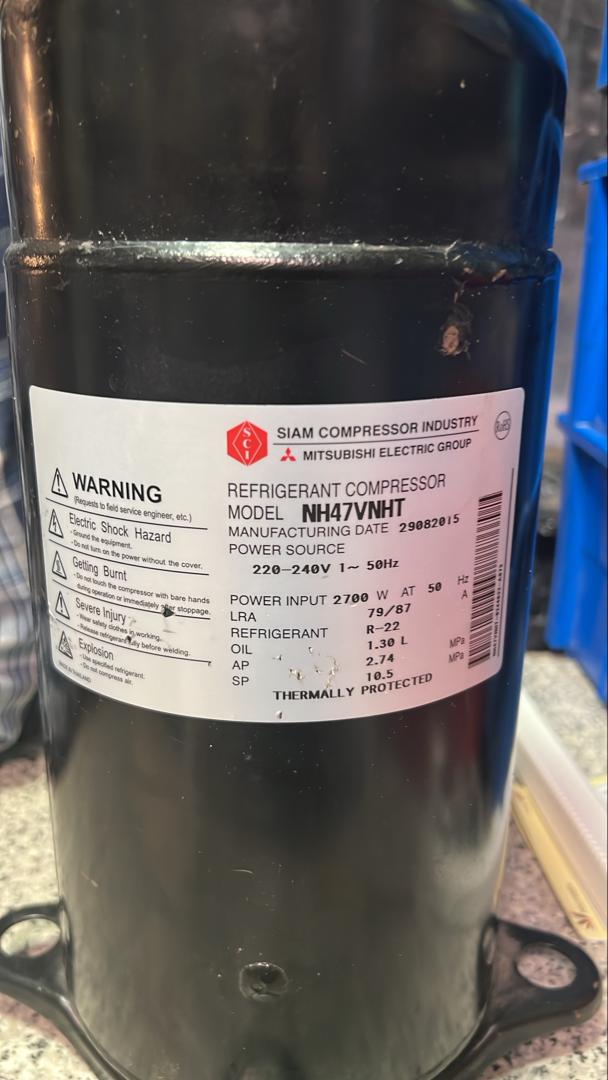 SCI
SIAM COMPRESSOR INDUSTRY
MITSUBISHI ELECTRIC GROUP
RoHS
WARNING
(Requests to field service engineer, etc.)
Electric Shock Hazard
- Ground the equipment.
- Do not turn on the power without the cover.
Getting Burnt
- Do not touch the compressor with bare hands
during operation or immediately after stoppage.
Severe Injury
- Wear safety clothes in working.
- Release refrigerant fully before welding.
Explosion
- Use specified refrigerant.
- Do not compress air.
MADE IN THAILAND
REFRIGERANT COMPRESSOR
MODEL NH47VNHT
MANUFACTURING DATE 29082015
POWER SOURCE
220-240V 1~ 50Hz
POWER INPUT 2700 W AT 50 Hz
LRA 79/87 A
REFRIGERANT R-22
OIL 1.30 L
AP 2.74 MPa
SP 10.5 MPa
THERMALLY PROTECTED